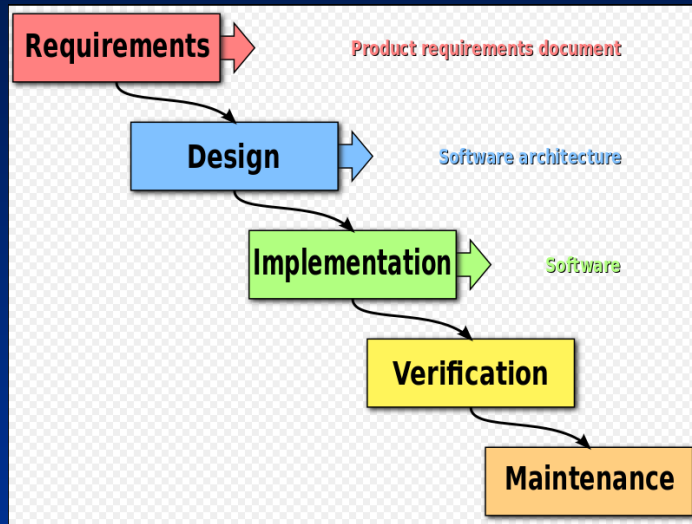 Requirements
Product requirements document
Design
Software architecture
Implementation
Software
Verification
Maintenance